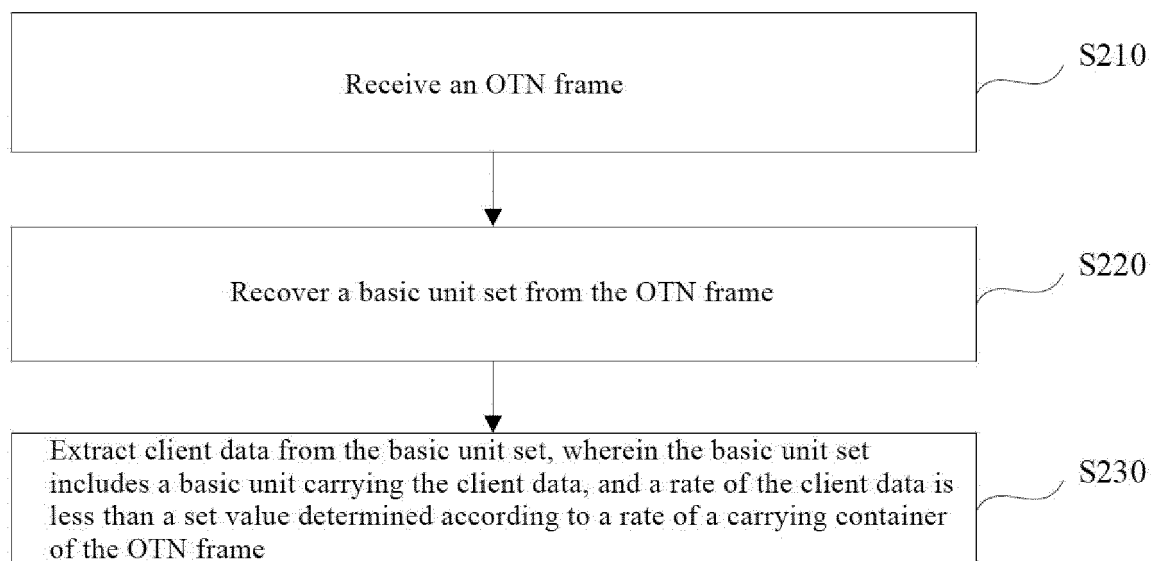 Receive an OTN frame
S210
Recover a basic unit set from the OTN frame
S220
Extract client data from the basic unit set, wherein the basic unit set
includes a basic unit carrying the client data, and a rate of the client data is
less than a set value determined according to a rate of a carrying container
of the OTN frame
S230